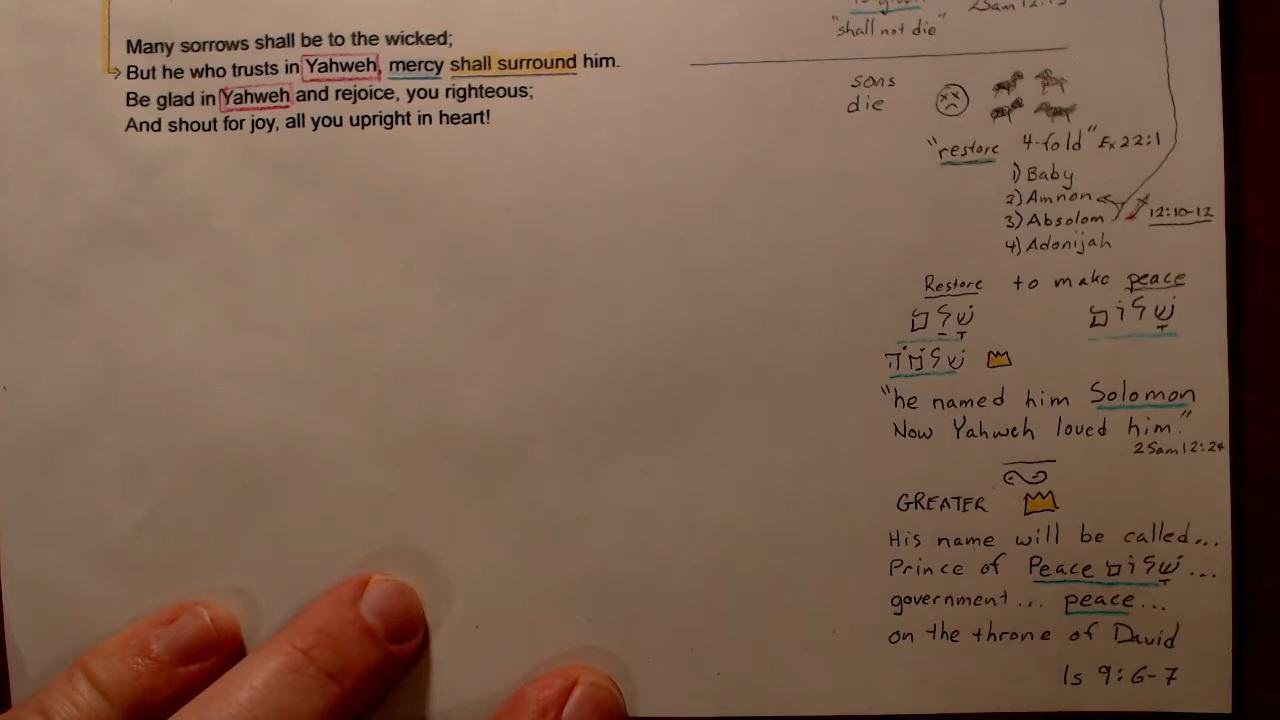 Many sorrows shall be to the wicked;
But he who trusts in Yahweh, mercy shall surround him.
Be glad in Yahweh and rejoice, you righteous;
And shout for joy, all you upright in heart!
"shall not die"
sons
die
"restore 4-fold" Ex 22:1
1) Baby
2) Amnon
3) Absolom
12:10-12
4) Adonijah
Restore to make peace
שָׁלַם שָׁלוֹם
שְׁלֹמֹה
"he named him Solomon
Now Yahweh loved him."
2 Sam 12:24
GREATER
His name will be called...
Prince of Peace שָׁלוֹם...
government... peace...
on the throne of David
Is 9:6-7